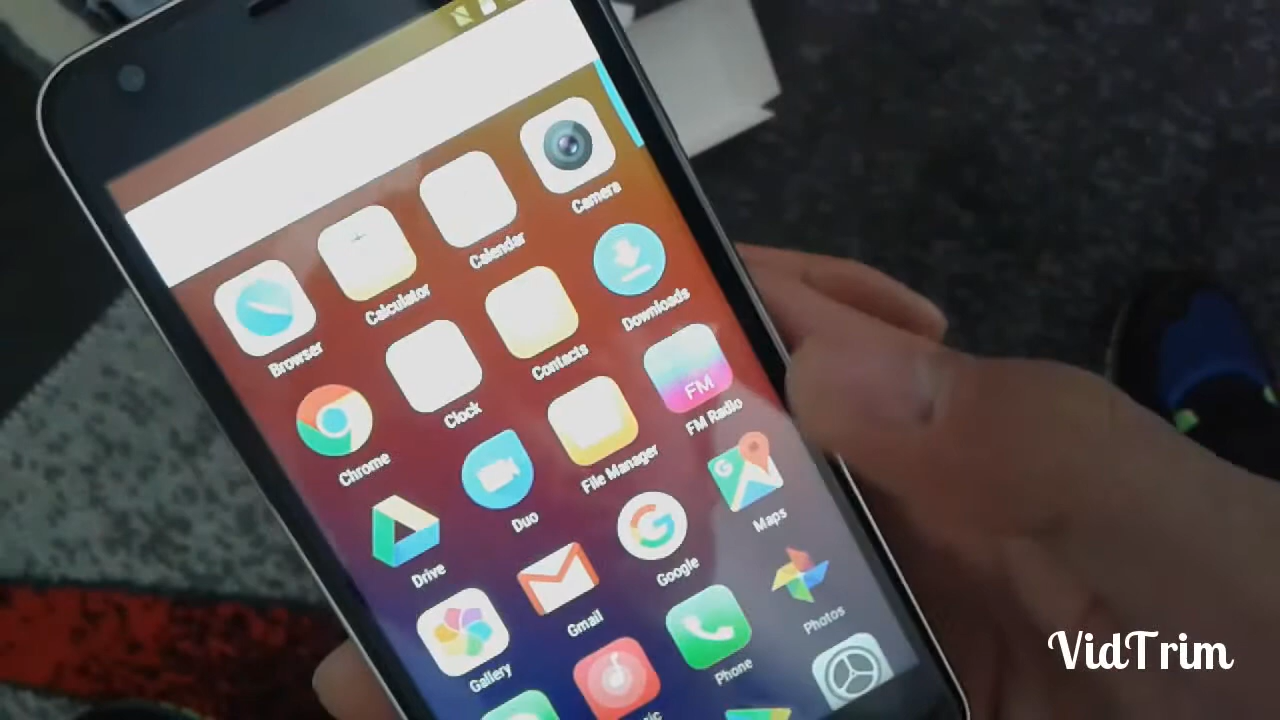 Browser
Calculator
Calendar
Camera
Chrome
Clock
Contacts
Downloads
Drive
Duo
File Manager
FM
FM Radio
Gallery
Gmail
G
Google
G
Maps
Phone
Photos
VidTrim